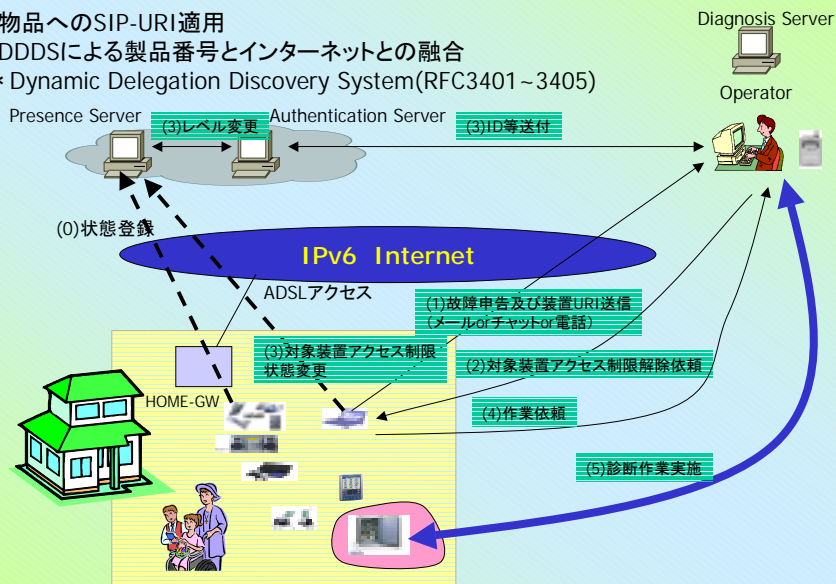 物品へのSIP-URI適用
DDDSによる製品番号とインターネットとの融合
* Dynamic Delegation Discovery System(RFC3401~3405)
Diagnosis Server
Operator
Presence Server
(3)レベル変更
Authentication Server
(3)ID等送付
(0)状態登録
IPv6 Internet
ADSLアクセス
(1)故障申告及び装置URI送信
(メールorチャットor電話)
(3)対象装置アクセス制限
状態変更
(2)対象装置アクセス制限解除依頼
HOME-GW
(4)作業依頼
(5)診断作業実施